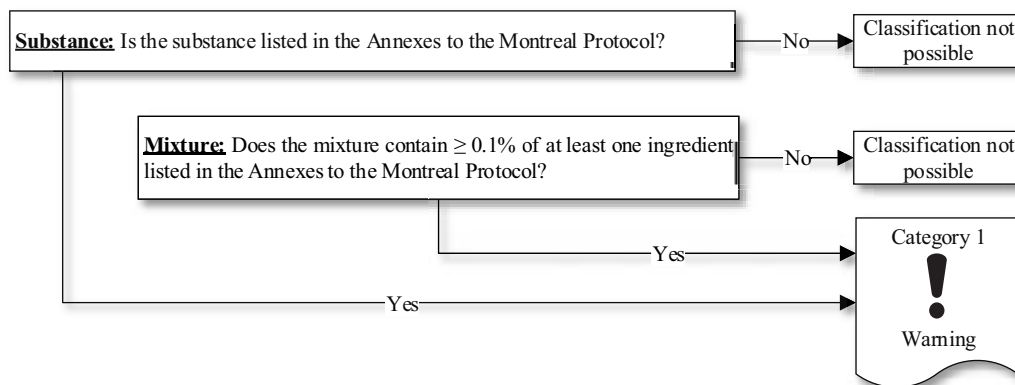 Substance: Is the substance listed in the Annexes to the Montreal Protocol?
No
Classification not
possible
Mixture: Does the mixture contain ≥ 0.1% of at least one ingredient
listed in the Annexes to the Montreal Protocol?
No
Classification not
possible
Category 1
Yes
Yes
Warning